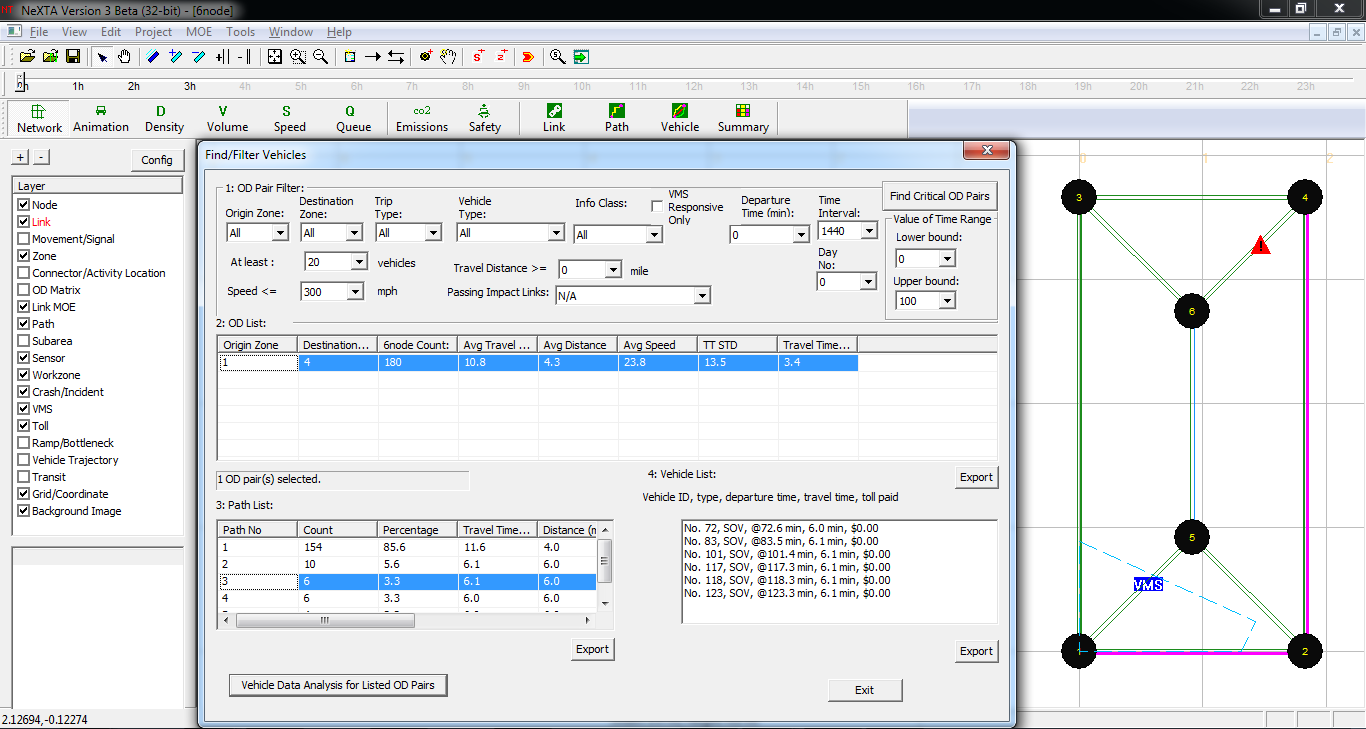 NeXTA Version 3 Beta (32-bit) - [6node]
File View Edit Project MOE Tools Window Help
1h 2h 3h 4h 5h 6h 7h 8h 9h 10h 11h 12h 13h 14h 15h 16h 17h 18h 19h 20h 21h 22h 23h
Network Animation Density Volume Speed Queue Emissions Safety Link Path Vehicle Summary
+ - Config
Layer
Node
Link
Movement/Signal
Zone
Connector/Activity Location
OD Matrix
Link MOE
Path
Subarea
Sensor
Workzone
Crash/Incident
VMS
Toll
Ramp/Bottleneck
Vehicle Trajectory
Transit
Grid/Coordinate
Background Image
2.12694,-0.12274
Find/Filter Vehicles
1: OD Pair Filter:
Origin Zone: All
Destination Zone: All
Trip Type: All
Vehicle Type: All
Info Class: All
VMS Responsive Only
Departure Time (min): 0
Time Interval: 1440
Find Critical OD Pairs
Value of Time Range
Lower bound:
0
Upper bound:
100
At least : 20 vehicles
Travel Distance >= 0 mile
Day No: 0
Speed <= 300 mph
Passing Impact Links: N/A
2: OD List:
Origin Zone Destination... 6node Count: Avg Travel ... Avg Distance Avg Speed TT STD Travel Time...
1 4 180 10.8 4.3 23.8 13.5 3.4
1 OD pair(s) selected.
3: Path List:
Path No Count Percentage Travel Time... Distance (m
1 154 85.6 11.6 4.0
2 10 5.6 6.1 6.0
3 6 3.3 6.1 6.0
4 6 3.3 6.0 6.0
Export
Vehicle Data Analysis for Listed OD Pairs
4: Vehicle List:
Export
Vehicle ID, type, departure time, travel time, toll paid
No. 72, SOV, @72.6 min, 6.0 min, $0.00
No. 83, SOV, @83.5 min, 6.1 min, $0.00
No. 101, SOV, @101.4 min, 6.1 min, $0.00
No. 117, SOV, @117.3 min, 6.1 min, $0.00
No. 118, SOV, @118.3 min, 6.1 min, $0.00
No. 123, SOV, @123.3 min, 6.1 min, $0.00
Export
Exit
0 1 2
3 4
6
5
VMS
2